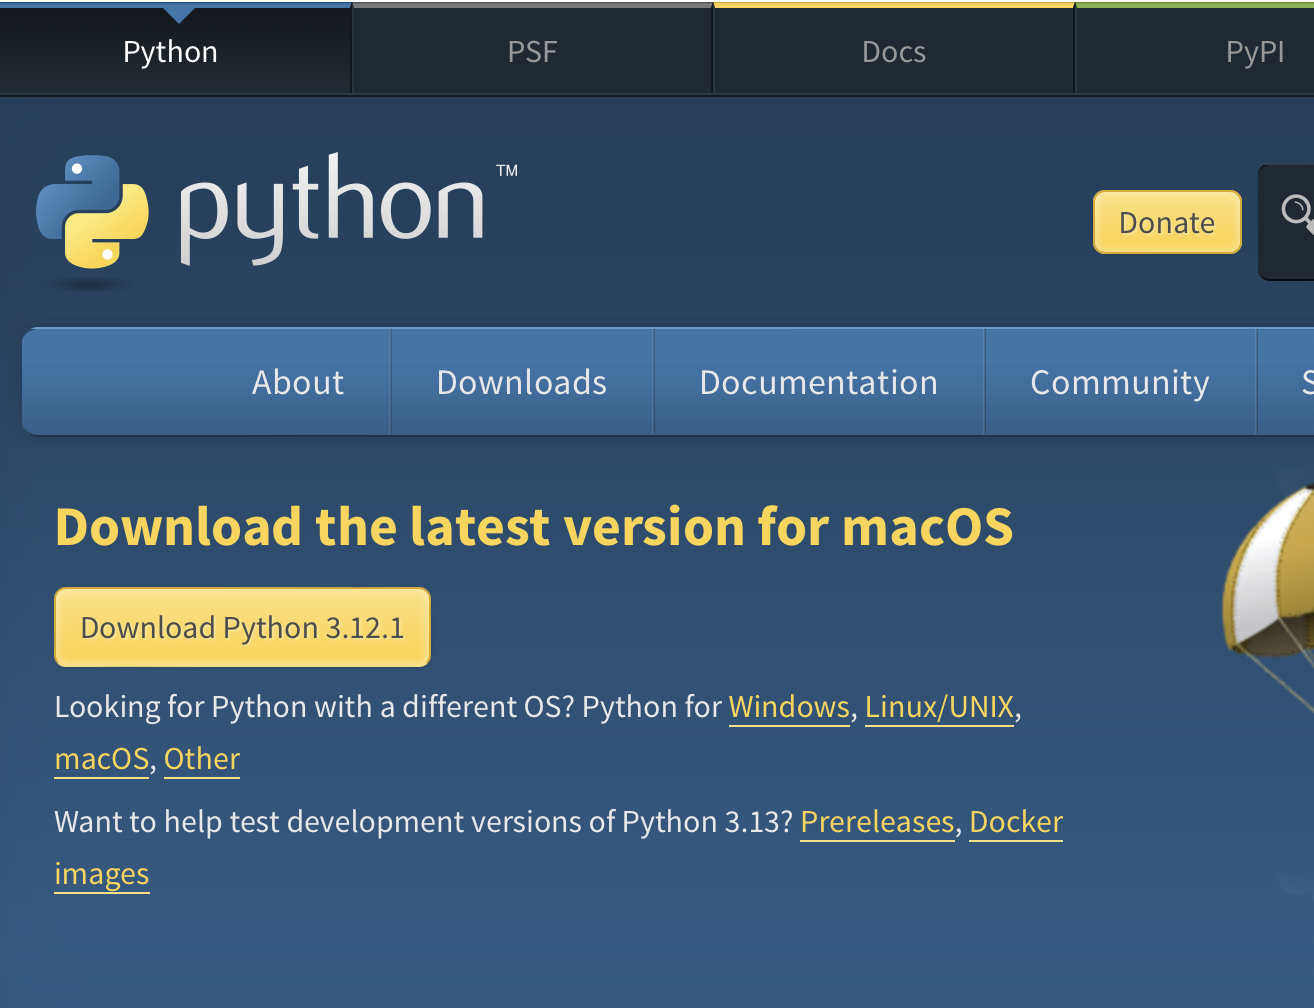 Python PSF Docs PyPI
python™
Donate
About Downloads Documentation Community S
Download the latest version for macOS
Download Python 3.12.1
Looking for Python with a different OS? Python for Windows, Linux/UNIX,
macOS, Other
Want to help test development versions of Python 3.13? Prereleases, Docker
images